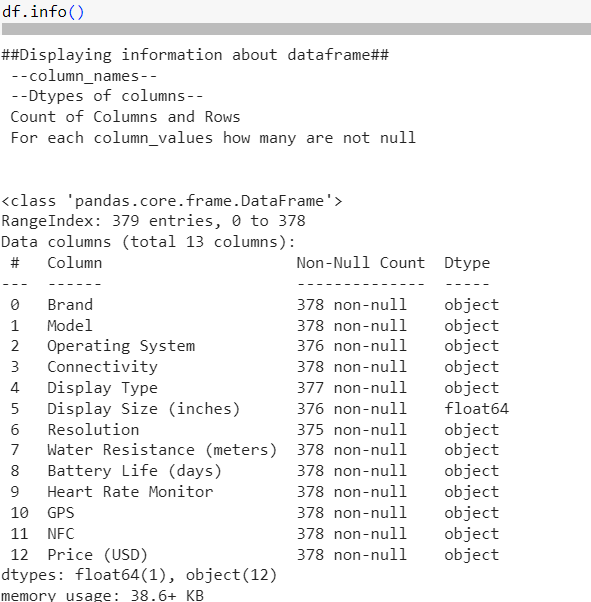 df.info()
##Displaying information about dataframe##
--column_names--
--Dtypes of columns--
Count of Columns and Rows
For each column_values how many are not null
<class 'pandas.core.frame.DataFrame'>
RangeIndex: 379 entries, 0 to 378
Data columns (total 13 columns):
 #   Column                    Non-Null Count  Dtype
---  ------                    --------------  -----
 0   Brand                     378 non-null    object
 1   Model                     378 non-null    object
 2   Operating System          376 non-null    object
 3   Connectivity              378 non-null    object
 4   Display Type              377 non-null    object
 5   Display Size (inches)     376 non-null    float64
 6   Resolution                375 non-null    object
 7   Water Resistance (meters) 378 non-null    object
 8   Battery Life (days)       378 non-null    object
 9   Heart Rate Monitor        378 non-null    object
 10  GPS                       378 non-null    object
 11  NFC                       378 non-null    object
 12  Price (USD)               378 non-null    object
dtypes: float64(1), object(12)
memory usage: 38.6+ KB